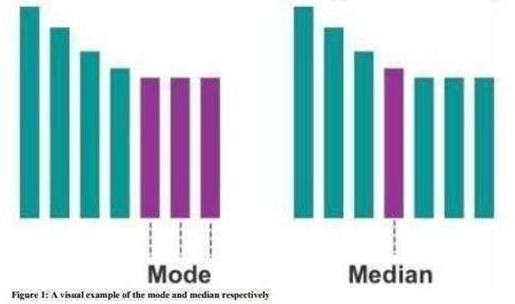 Mode
Median
Figure 1: A visual example of the mode and median respectively